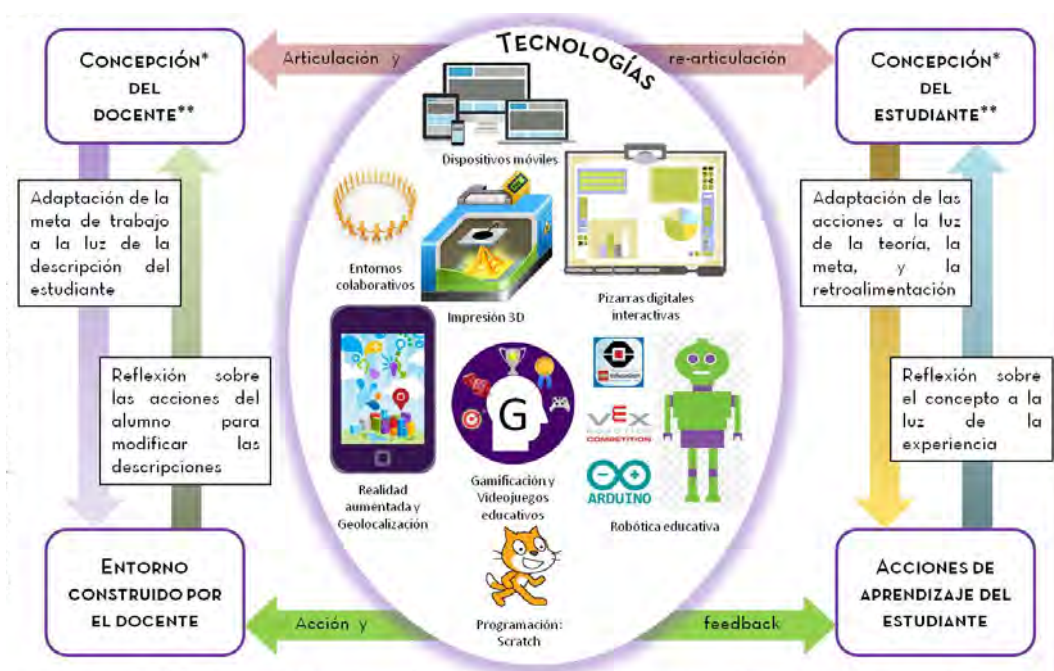 CONCEPCIÓN*
DEL
DOCENTE**
Articulación y
TECNOLOGÍAS
re-articulación
CONCEPCIÓN*
DEL
ESTUDIANTE**
Dispositivos móviles
Adaptación de la
meta de trabajo
a la luz de la
descripción del
estudiante
Entornos
colaborativos
Impresión 3D
Pizarras digitales
interactivas
Adaptación de las
acciones a la luz
de la teoría, la
meta, y la
retroalimentación
Reflexión sobre
las acciones del
alumno para
modificar las
descripciones
Realidad
aumentada y
Geolocalización
G
Gamificación y
Videojuegos
educativos
education
VEX
COMPETITION
ARDUINO
Robótica educativa
Reflexión sobre
el concepto a la
luz de la
experiencia
ENTORNO
CONSTRUIDO POR
EL DOCENTE
Acción y
Programación:
Scratch
feedback
ACCIONES DE
APRENDIZAJE DEL
ESTUDIANTE